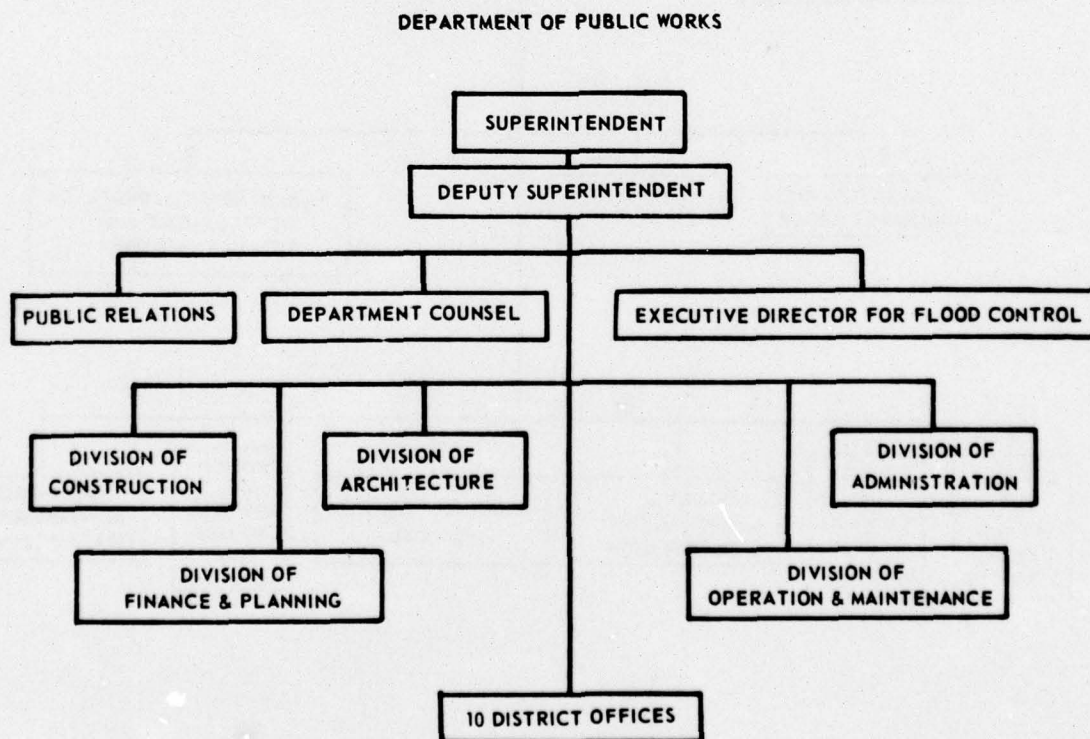 DEPARTMENT OF PUBLIC WORKS
SUPERINTENDENT
DEPUTY SUPERINTENDENT
PUBLIC RELATIONS
DEPARTMENT COUNSEL
EXECUTIVE DIRECTOR FOR FLOOD CONTROL
DIVISION OF
CONSTRUCTION
DIVISION OF
ARCHITECTURE
DIVISION OF
ADMINISTRATION
DIVISION OF
FINANCE & PLANNING
DIVISION OF
OPERATION & MAINTENANCE
10 DISTRICT OFFICES